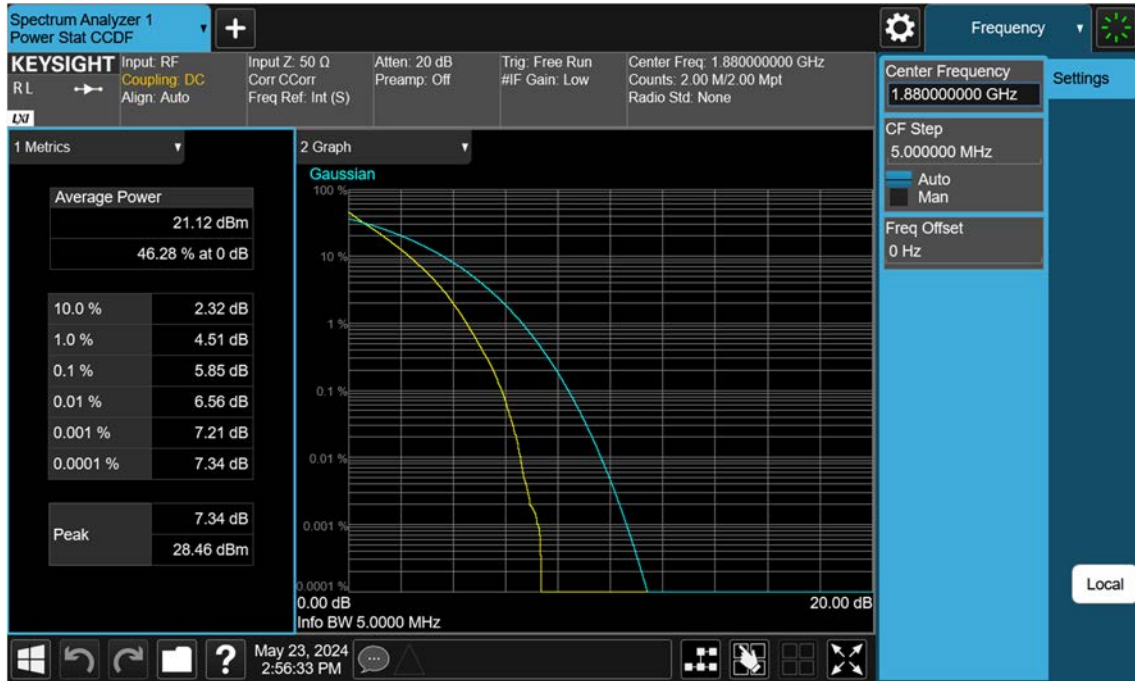 Spectrum Analyzer 1
Power Stat CCDF
Frequency
KEYSIGHT
R L
LXI
Input: RF
Coupling: DC
Align: Auto
Input Z: 50 Ω
Corr CCorr
Freq Ref: Int (S)
Atten: 20 dB
Preamp: Off
Trig: Free Run
#IF Gain: Low
Center Freq: 1.880000000 GHz
Counts: 2.00 M/2.00 Mpt
Radio Std: None
Center Frequency
1.880000000 GHz
Settings
CF Step
5.000000 MHz
Auto
Man
Freq Offset
0 Hz
Local
1 Metrics
Average Power
21.12 dBm
46.28 % at 0 dB
10.0 % 2.32 dB
1.0 % 4.51 dB
0.1 % 5.85 dB
0.01 % 6.56 dB
0.001 % 7.21 dB
0.0001 % 7.34 dB
Peak 7.34 dB
28.46 dBm
2 Graph
Gaussian
100 %
10 %
1 %
0.1 %
0.01 %
0.001 %
0.0001 %
0.00 dB 20.00 dB
Info BW 5.0000 MHz
?
May 23, 2024
2:56:33 PM